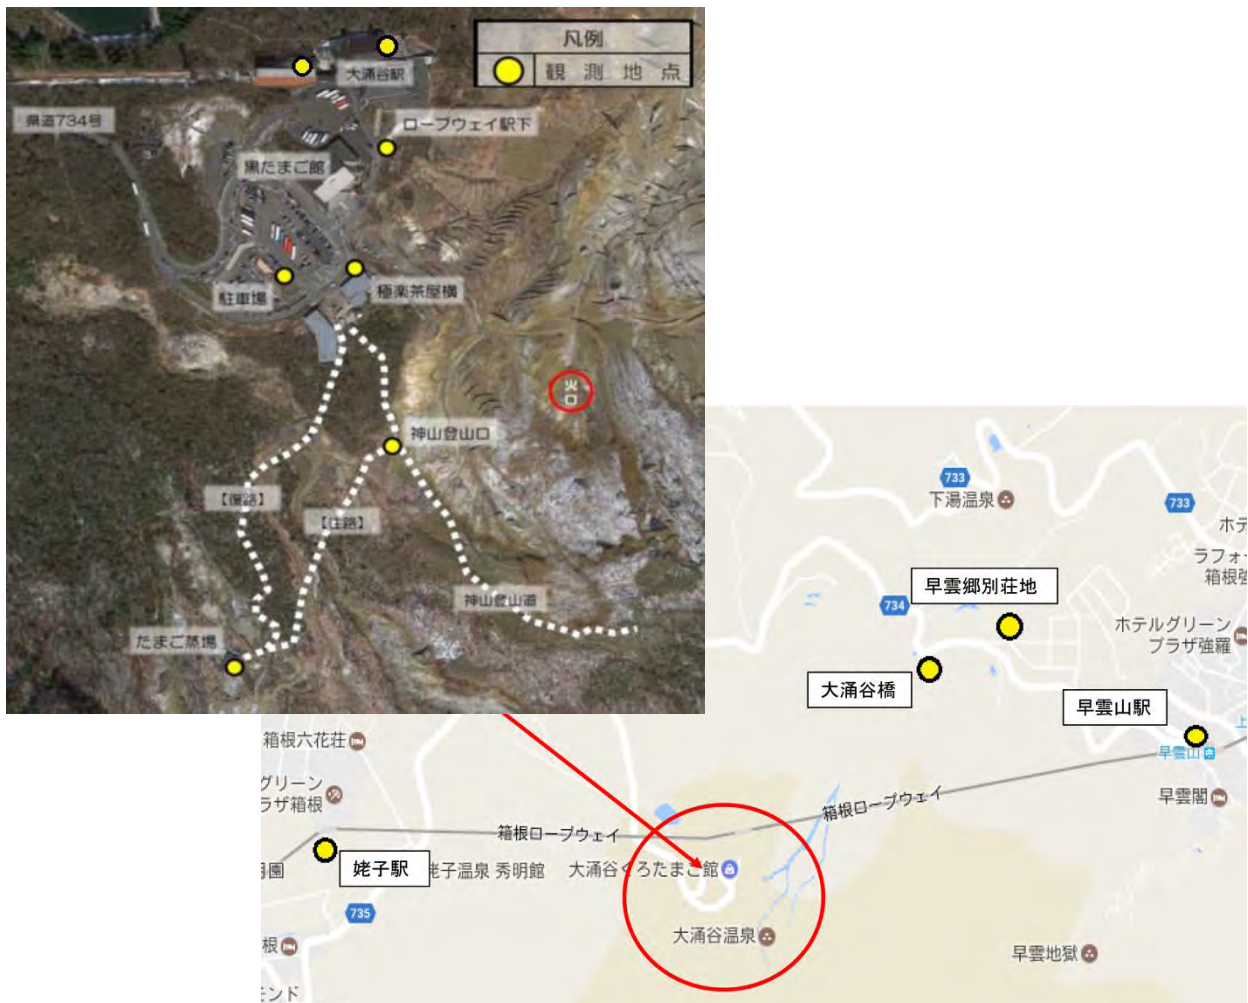 凡例
観測地点
大涌谷駅
県道734号
ロープウェイ駅下
黒たまご館
駐車場
極楽茶屋横
火口
神山登山口
【復路】
【往路】
神山登山道
たまご蒸場
733
下湯温泉
733
ホテ
ラフォー
箱根強
早雲郷別荘地
734
ホテルグリーン
プラザ強羅
大涌谷橋
早雲山駅
上
早雲山
箱根六花荘
グリーン
ラザ箱根
早雲閣
箱根ロープウェイ
箱根ロープウェイ
姥子駅
姥子温泉 秀明館
大涌谷くろたまご館
月園
735
大涌谷温泉
根
早雲地獄
モンド